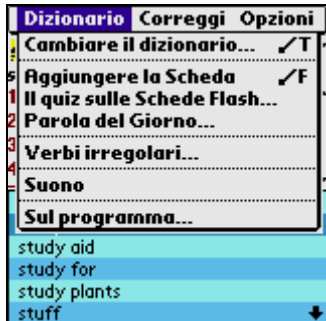 Dizionario Correggi Opzioni
Cambiare il dizionario... /T
Aggiungere la Scheda /F
Il quiz sulle Schede Flash...
Parola del Giorno...
Verbi irregolari...
Suono
Sul programma...
study aid
study for
study plants
stuff